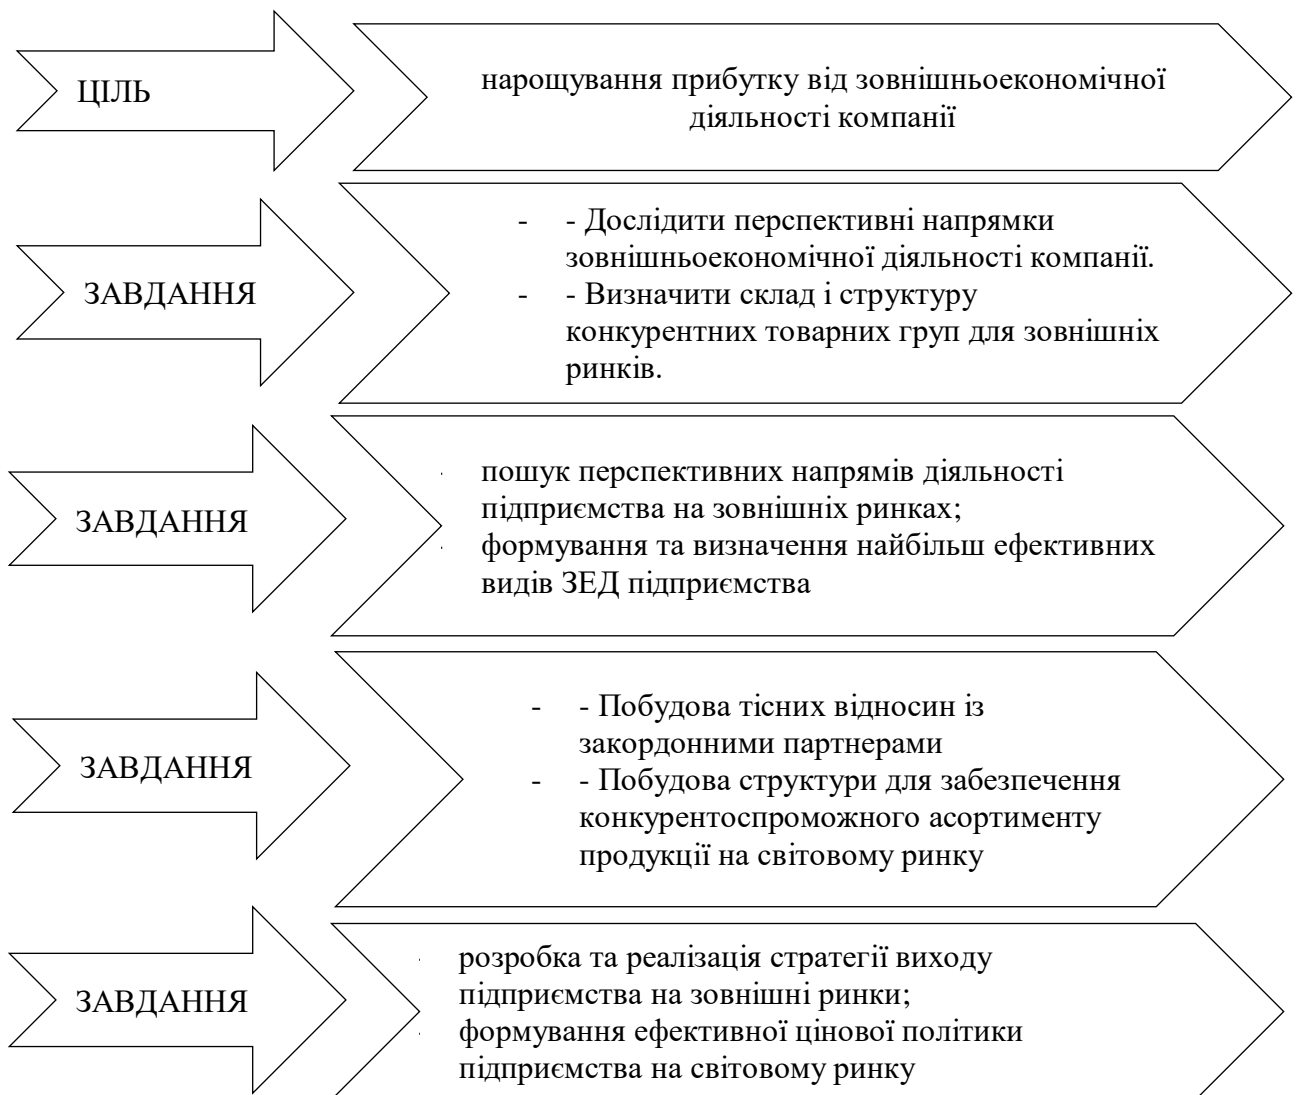 ЦІЛЬ
нарощування прибутку від зовнішньоекономічної
діяльності компанії
ЗАВДАННЯ
- - Дослідити перспективні напрямки
зовнішньоекономічної діяльності компанії.
- - Визначити склад і структуру
конкурентних товарних груп для зовнішніх
ринків.
ЗАВДАННЯ
· пошук перспективних напрямів діяльності
підприємства на зовнішніх ринках;
· формування та визначення найбільш ефективних
видів ЗЕД підприємства
ЗАВДАННЯ
- - Побудова тісних відносин із
закордонними партнерами
- - Побудова структури для забезпечення
конкурентоспроможного асортименту
продукції на світовому ринку
ЗАВДАННЯ
· розробка та реалізація стратегії виходу
підприємства на зовнішні ринки;
· формування ефективної цінової політики
підприємства на світовому ринку